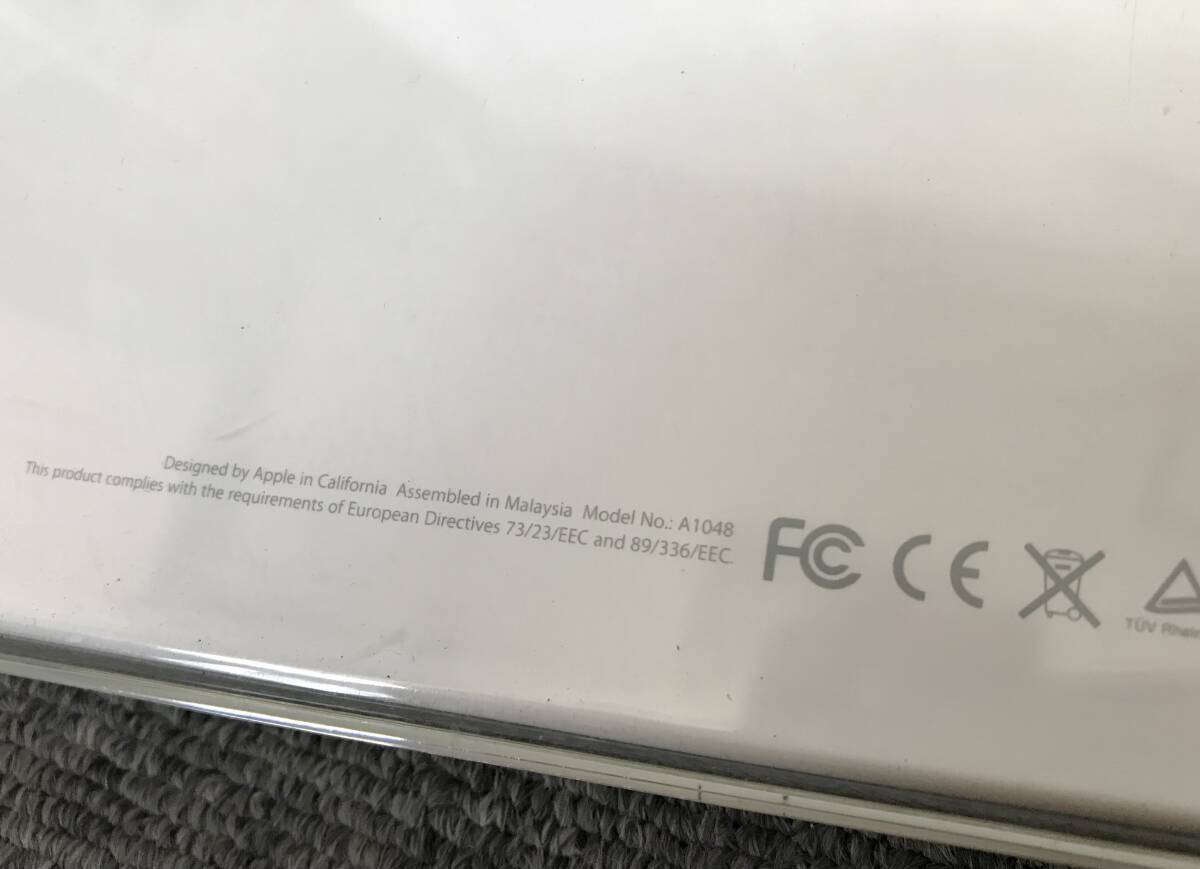 Designed by Apple in California Assembled in Malaysia Model No.: A1048
This product complies with the requirements of European Directives 73/23/EEC and 89/336/EEC.
FC CE
TÜV